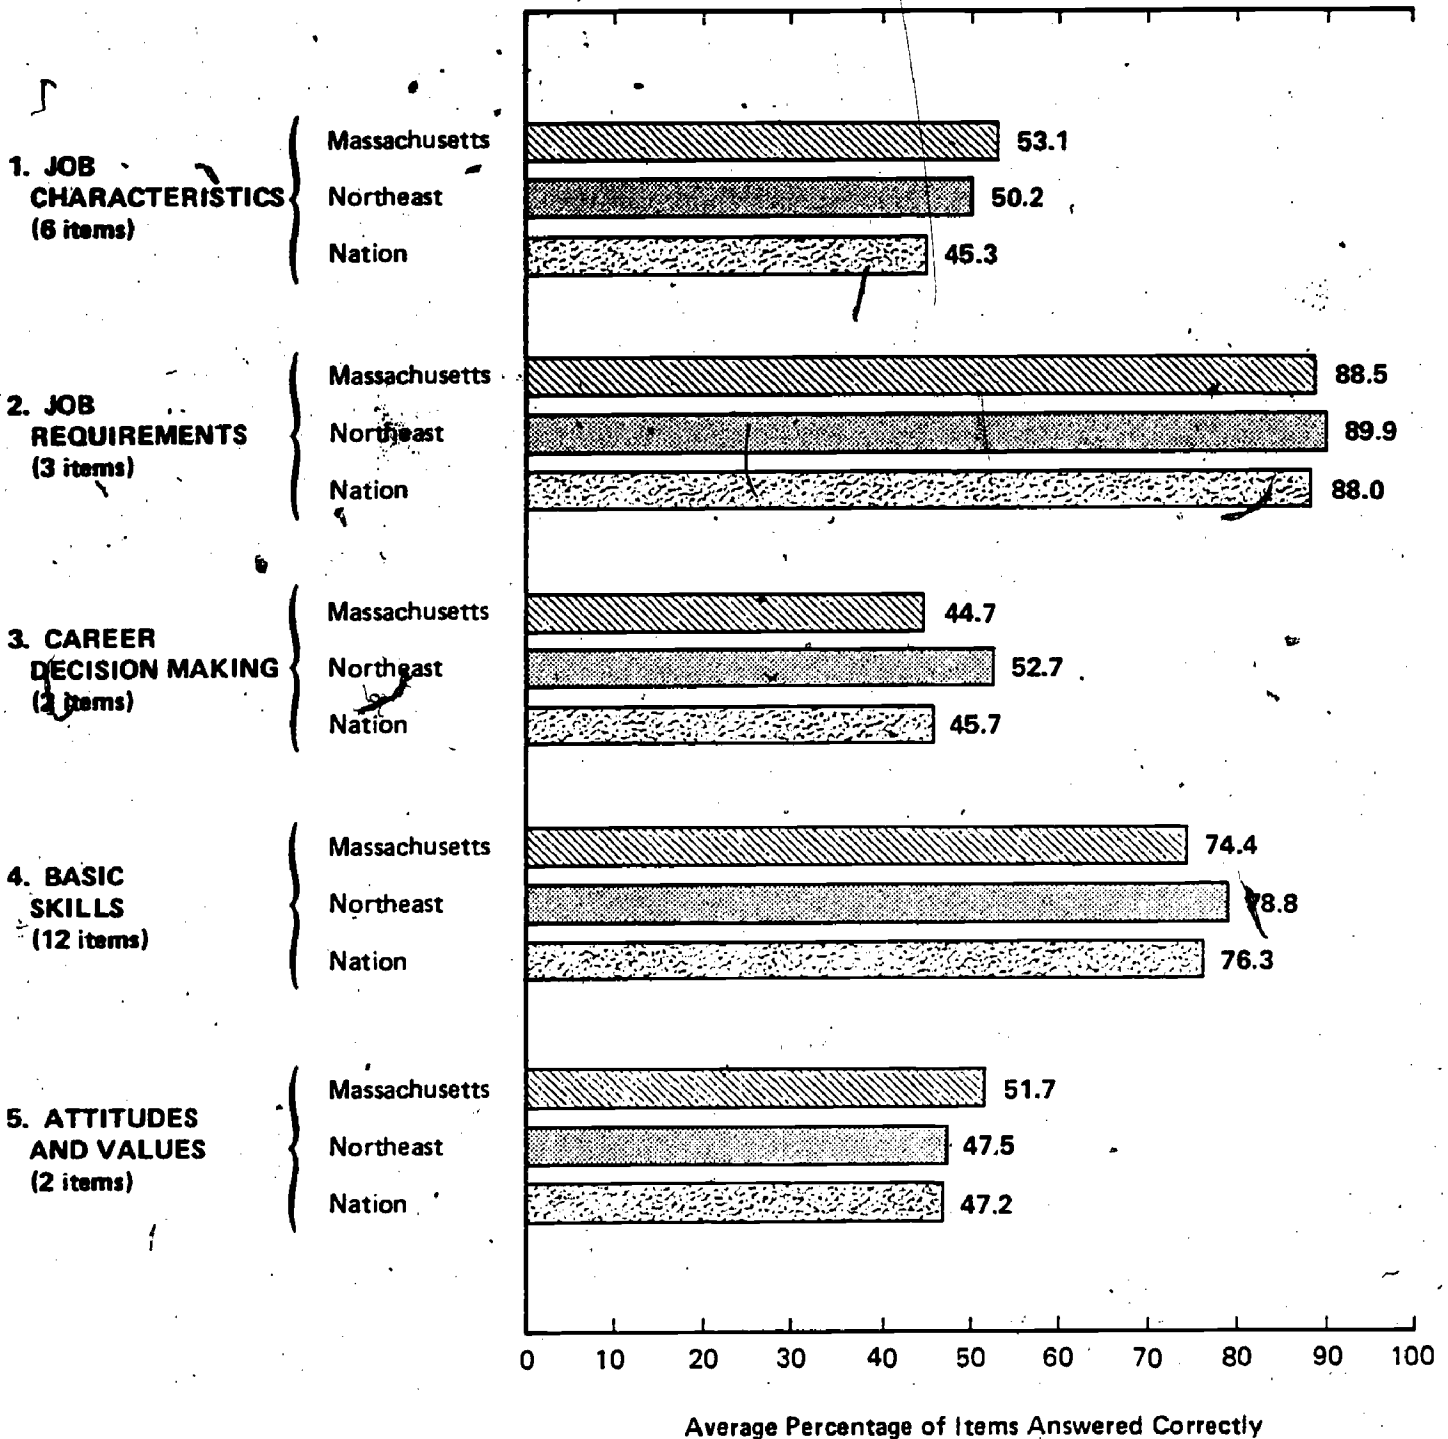 1. JOB
CHARACTERISTICS
(6 items)
Massachusetts 53.1
Northeast 50.2
Nation 45.3
2. JOB
REQUIREMENTS
(3 items)
Massachusetts 88.5
Northeast 89.9
Nation 88.0
3. CAREER
DECISION MAKING
(2 items)
Massachusetts 44.7
Northeast 52.7
Nation 45.7
4. BASIC
SKILLS
(12 items)
Massachusetts 74.4
Northeast 78.8
Nation 76.3
5. ATTITUDES
AND VALUES
(2 items)
Massachusetts 51.7
Northeast 47.5
Nation 47.2
0 10 20 30 40 50 60 70 80 90 100
Average Percentage of Items Answered Correctly